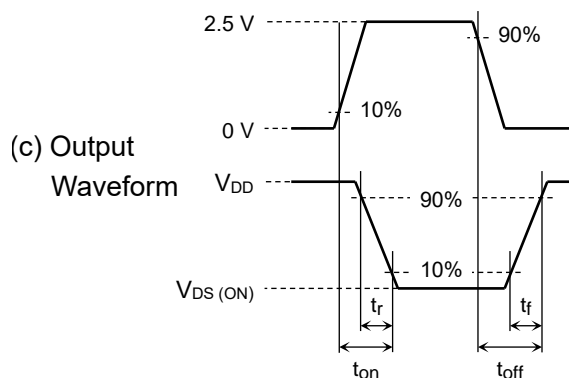 2.5 V
90%
10%
0 V
(c) Output
Waveform
VDD
90%
10%
VDS (ON)
tr
tf
ton
toff